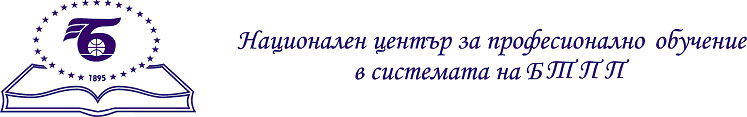 Б
1895
Национален център за професионално обучение
в системата на БТПП